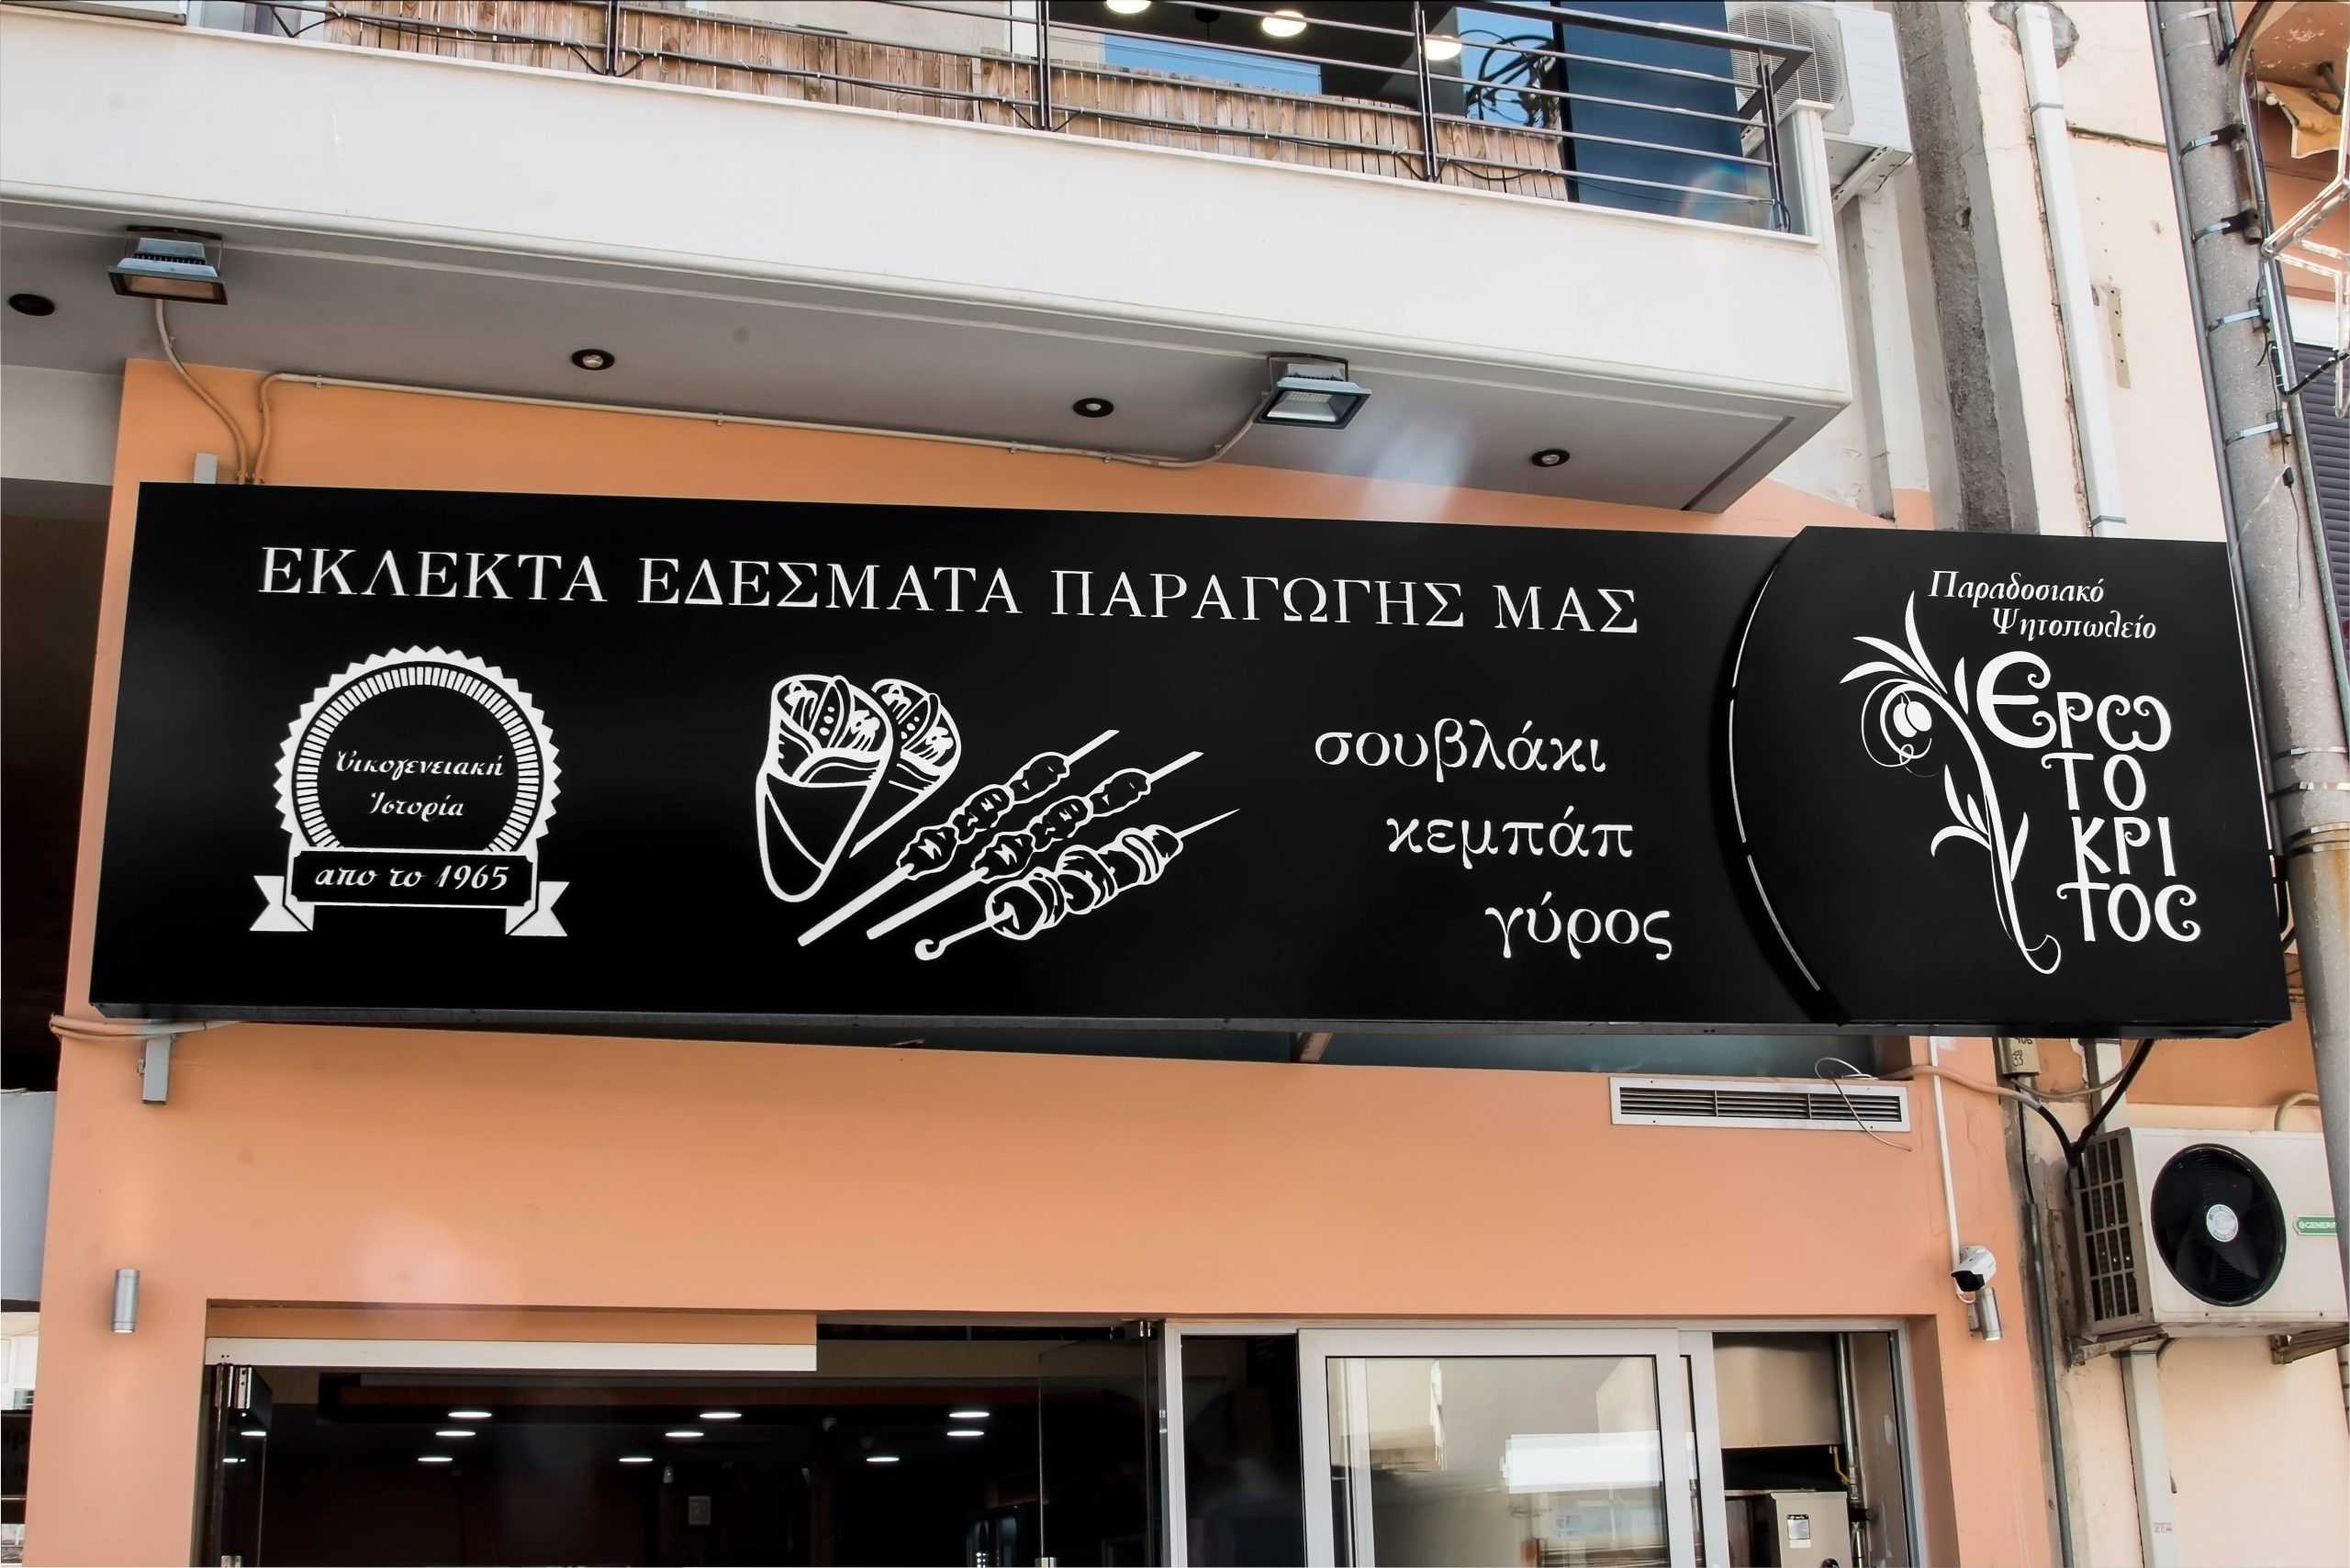 ΕΚΛΕΚΤΑ ΕΔΕΣΜΑΤΑ ΠΑΡΑΓΩΓΗΣ ΜΑΣ
Οικογενειακή
Ιστορία
απο το 1965
σουβλάκι
κεμπάπ
γύρος
Παραδοσιακό
Ψητοπωλείο
ΕΡΩ
ΤΟ
ΚΡΙ
ΤΟΣ